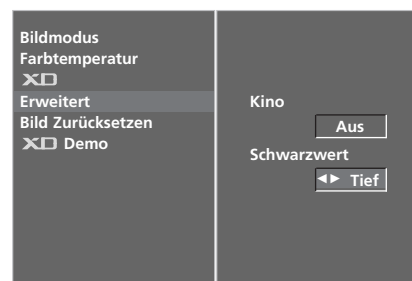 Bildmodus
Farbtemperatur
XD
Erweitert
Bild Zurücksetzen
XD Demo
Kino
Aus
Schwarzwert
◀▶ Tief